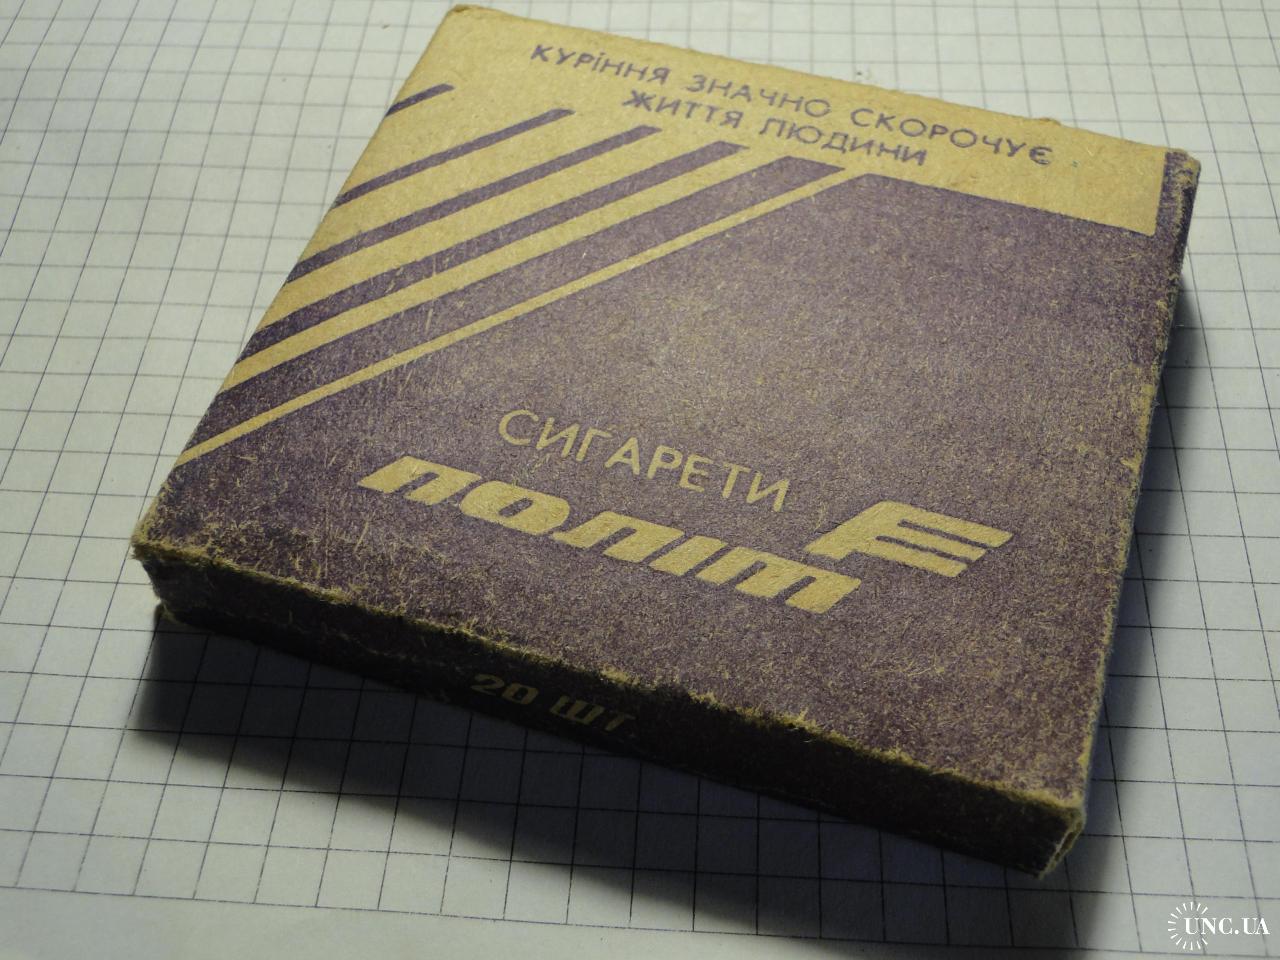 КУРІННЯ ЗНАЧНО СКОРОЧУЄ
ЖИТТЯ ЛЮДИНИ
СИГАРЕТИ
ПОЛІТ
20 ШТ.
UNC.UA